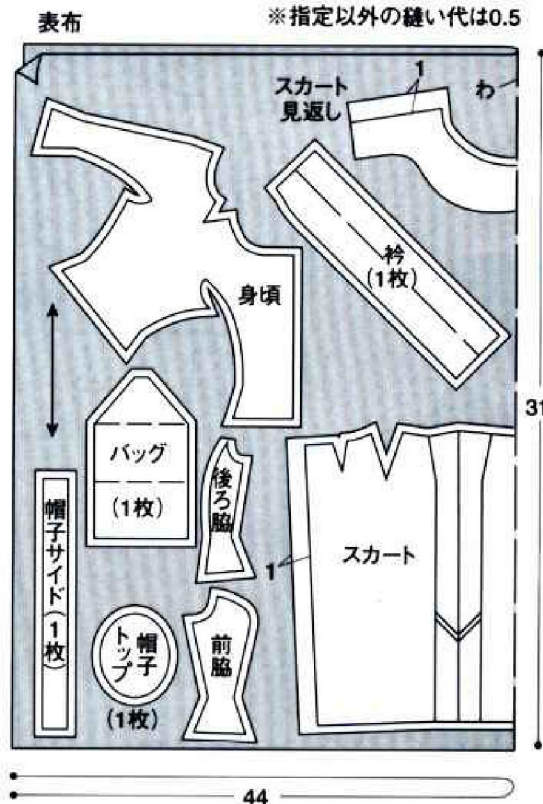 表布
※指定以外の縫い代は0.5
スカート
見返し
1
わ
衿
(1枚)
身頃
31
バッグ
(1枚)
後ろ脇
1
スカート
帽子サイド(1枚)
帽子
トップ
(1枚)
前脇
44